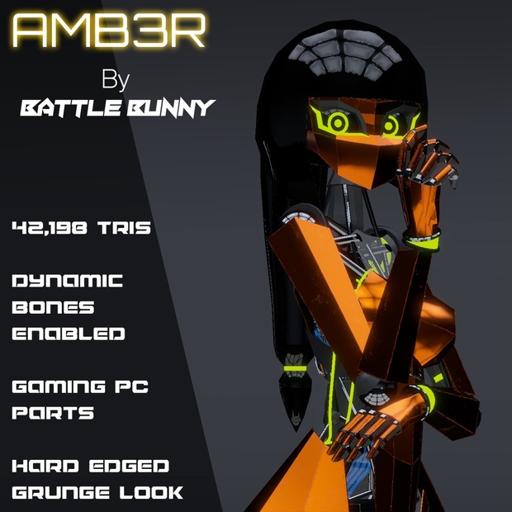 AMB3R
By
BATTLE BUNNY
42,198 TRIS
DYNAMIC
BONES
ENABLED
GAMING PC
PARTS
HARD EDGED
GRUNGE LOOK